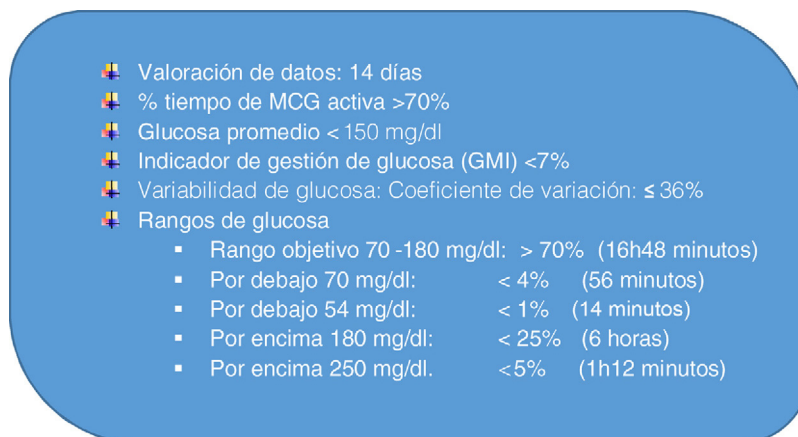 Valoración de datos: 14 días
% tiempo de MCG activa >70%
Glucosa promedio < 150 mg/dl
Indicador de gestión de glucosa (GMI) <7%
Variabilidad de glucosa: Coeficiente de variación: ≤ 36%
Rangos de glucosa
▪ Rango objetivo 70 -180 mg/dl: > 70% (16h48 minutos)
▪ Por debajo 70 mg/dl: < 4% (56 minutos)
▪ Por debajo 54 mg/dl: < 1% (14 minutos)
▪ Por encima 180 mg/dl: < 25% (6 horas)
▪ Por encima 250 mg/dl. <5% (1h12 minutos)